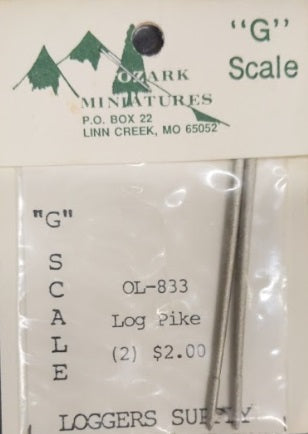 "G"
Scale
OZARK
MINIATURES
P.O. BOX 22
LINN CREEK, MO 65052
"G"
S
C
A
L
E
OL-833
Log Pike
(2) $2.00
LOGGERS SUPPLY